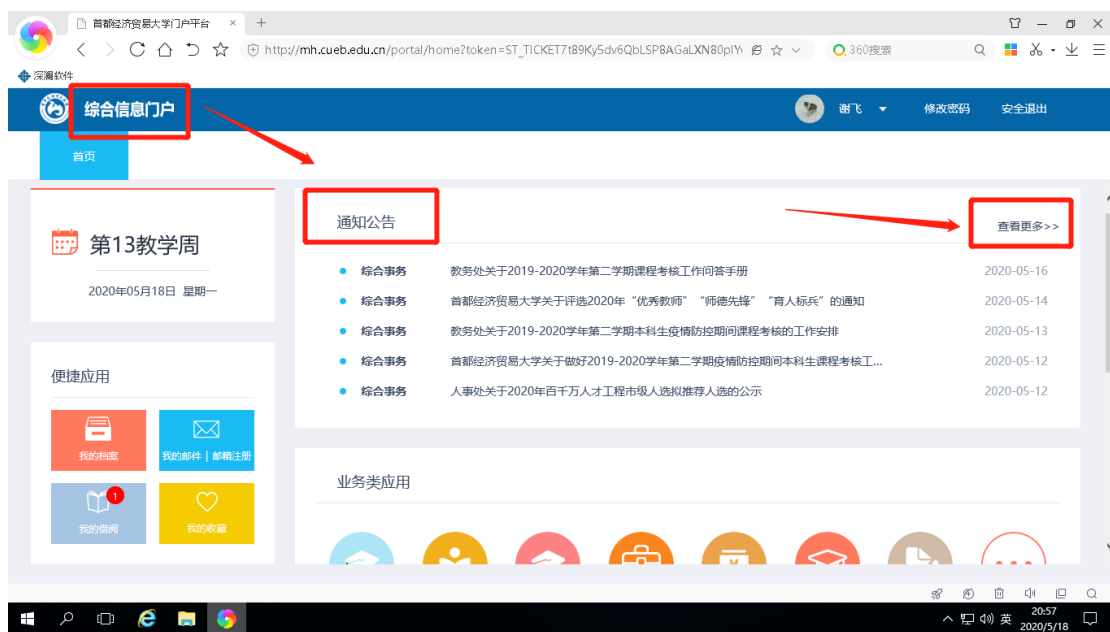 首都经济贸易大学门户平台
http://mh.cueb.edu.cn/portal/home?token=ST_TICKET7t89Ky5dv6QbLSP8AGaLXN80plY
360搜索
深澜软件
综合信息门户
谢飞
修改密码
安全退出
首页
通知公告
查看更多>>
第13教学周
2020年05月18日 星期一
综合事务 教务处关于2019-2020学年第二学期课程考核工作问答手册 2020-05-16
综合事务 首都经济贸易大学关于评选2020年“优秀教师”“师德先锋”“育人标兵”的通知 2020-05-14
综合事务 教务处关于2019-2020学年第二学期本科生疫情防控期间课程考核的工作安排 2020-05-13
综合事务 首都经济贸易大学关于做好2019-2020学年第二学期疫情防控期间本科生课程考核工... 2020-05-12
综合事务 人事处关于2020年百千万人才工程市级人选拟推荐人选的公示 2020-05-12
便捷应用
我的档案
我的邮件 | 邮箱注册
1
我的借阅
我的收藏
业务类应用
英
20:57
2020/5/18